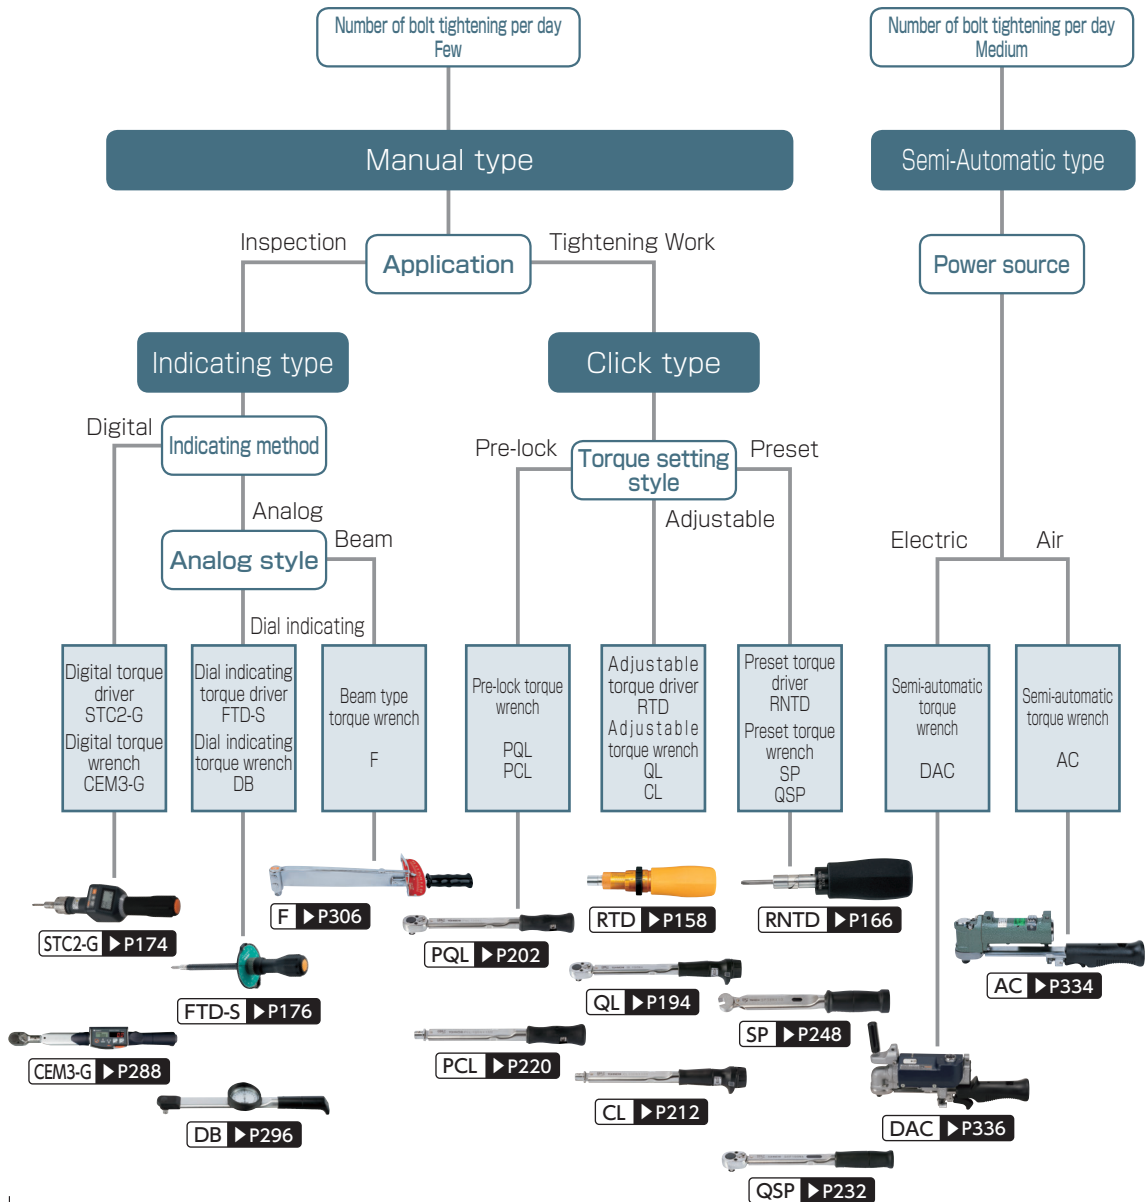 Number of bolt tightening per day
Few
Number of bolt tightening per day
Medium
Manual type
Semi-Automatic type
Inspection
Application
Tightening Work
Power source
Indicating type
Click type
Digital
Indicating method
Pre-lock
Torque setting
style
Preset
Analog
Adjustable
Analog style
Beam
Electric
Air
Dial indicating
Digital torque
driver
STC2-G
Digital torque
wrench
CEM3-G
Dial indicating
torque driver
FTD-S
Dial indicating
torque wrench
DB
Beam type
torque wrench
F
Pre-lock torque
wrench
PQL
PCL
Adjustable
torque driver
RTD
Adjustable
torque wrench
QL
CL
Preset torque
driver
RNTD
Preset torque
wrench
SP
QSP
Semi-automatic
torque
wrench
DAC
Semi-automatic
torque wrench
AC
F ▶P306
RTD ▶P158
RNTD ▶P166
STC2-G ▶P174
PQL ▶P202
AC ▶P334
FTD-S ▶P176
QL ▶P194
SP ▶P248
CEM3-G ▶P288
PCL ▶P220
CL ▶P212
DB ▶P296
DAC ▶P336
QSP ▶P232